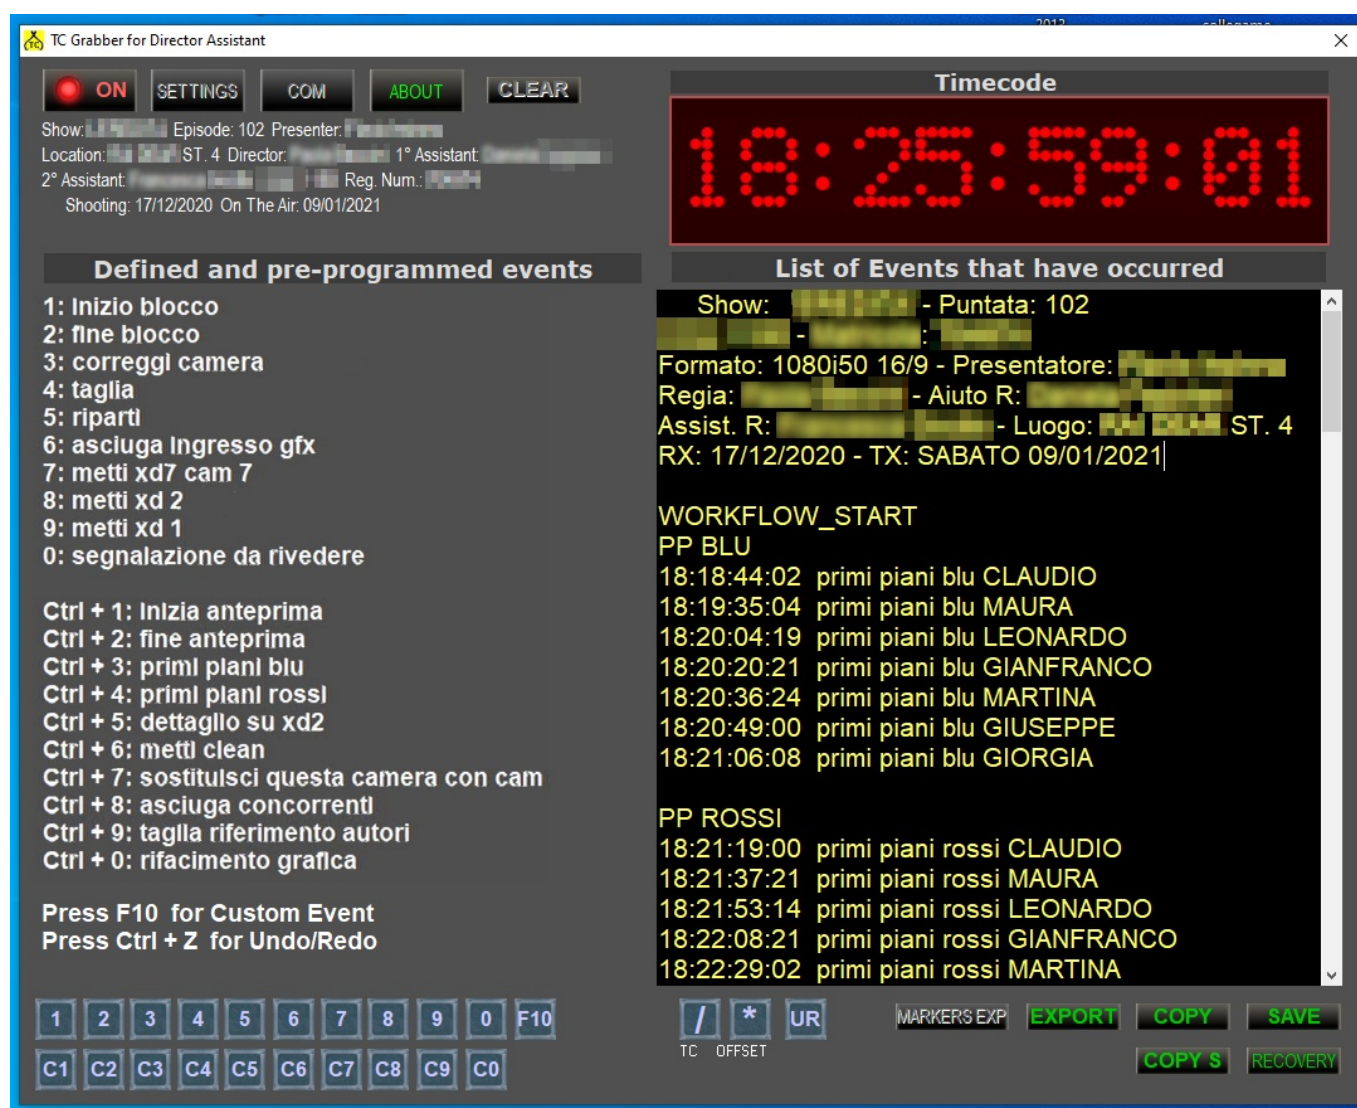 2012 collegamo
TC Grabber for Director Assistant
ON SETTINGS COM ABOUT CLEAR
Show: Episode: 102 Presenter:
Location: ST. 4 Director: 1° Assistant:
2° Assistant: Reg. Num.:
Shooting: 17/12/2020 On The Air: 09/01/2021
Timecode
18:25:59:01
Defined and pre-programmed events
1: Inizio blocco
2: fine blocco
3: correggi camera
4: taglia
5: riparti
6: asciuga Ingresso gfx
7: metti xd7 cam 7
8: metti xd 2
9: metti xd 1
0: segnalazione da rivedere
Ctrl + 1: Inizia anteprima
Ctrl + 2: fine anteprima
Ctrl + 3: primi piani blu
Ctrl + 4: primi piani rossi
Ctrl + 5: dettaglio su xd2
Ctrl + 6: metti clean
Ctrl + 7: sostituisci questa camera con cam
Ctrl + 8: asciuga concorrenti
Ctrl + 9: taglia riferimento autori
Ctrl + 0: rifacimento grafica
Press F10 for Custom Event
Press Ctrl + Z for Undo/Redo
List of Events that have occurred
Show: - Puntata: 102
- :
Formato: 1080i50 16/9 - Presentatore:
Regia: - Aiuto R:
Assist. R: - Luogo: ST. 4
RX: 17/12/2020 - TX: SABATO 09/01/2021
WORKFLOW_START
PP BLU
18:18:44:02 primi piani blu CLAUDIO
18:19:35:04 primi piani blu MAURA
18:20:04:19 primi piani blu LEONARDO
18:20:20:21 primi piani blu GIANFRANCO
18:20:36:24 primi piani blu MARTINA
18:20:49:00 primi piani blu GIUSEPPE
18:21:06:08 primi piani blu GIORGIA
PP ROSSI
18:21:19:00 primi piani rossi CLAUDIO
18:21:37:21 primi piani rossi MAURA
18:21:53:14 primi piani rossi LEONARDO
18:22:08:21 primi piani rossi GIANFRANCO
18:22:29:02 primi piani rossi MARTINA
1 2 3 4 5 6 7 8 9 0 F10
C1 C2 C3 C4 C5 C6 C7 C8 C9 C0
/ * UR
TC OFFSET
MARKERS EXP EXPORT COPY SAVE
COPY S RECOVERY